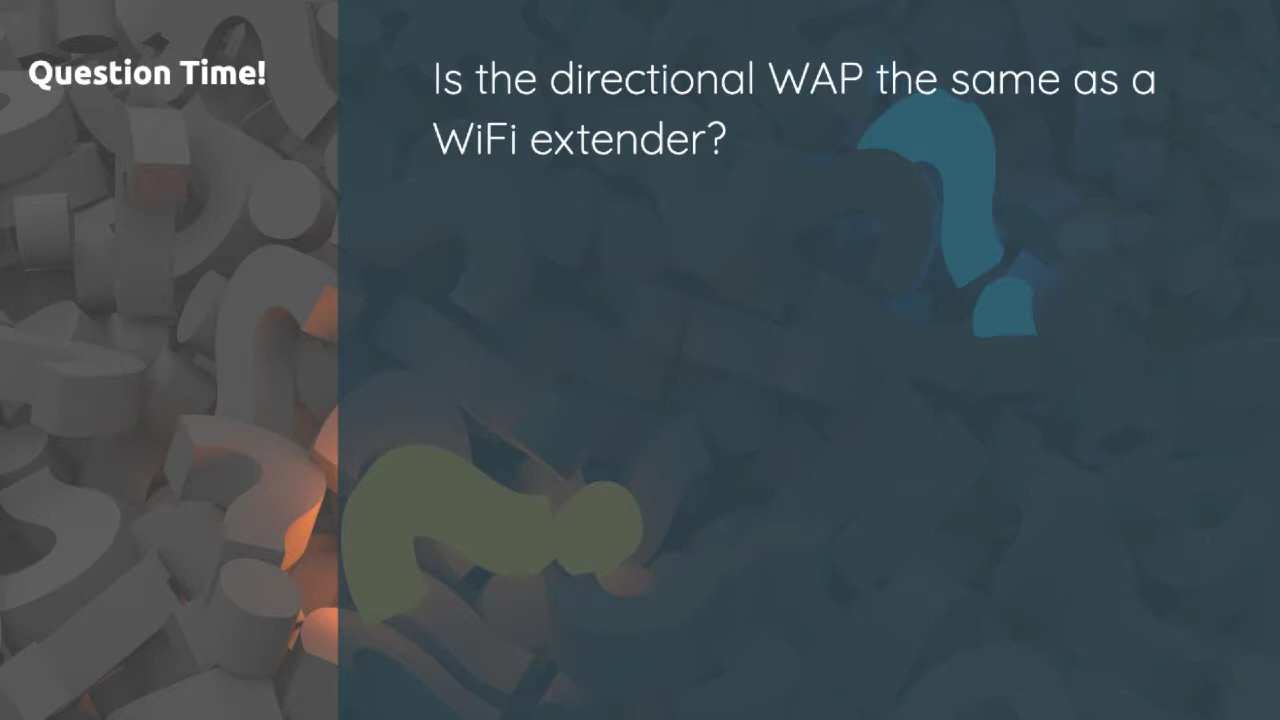 Question Time!
Is the directional WAP the same as a
WiFi extender?